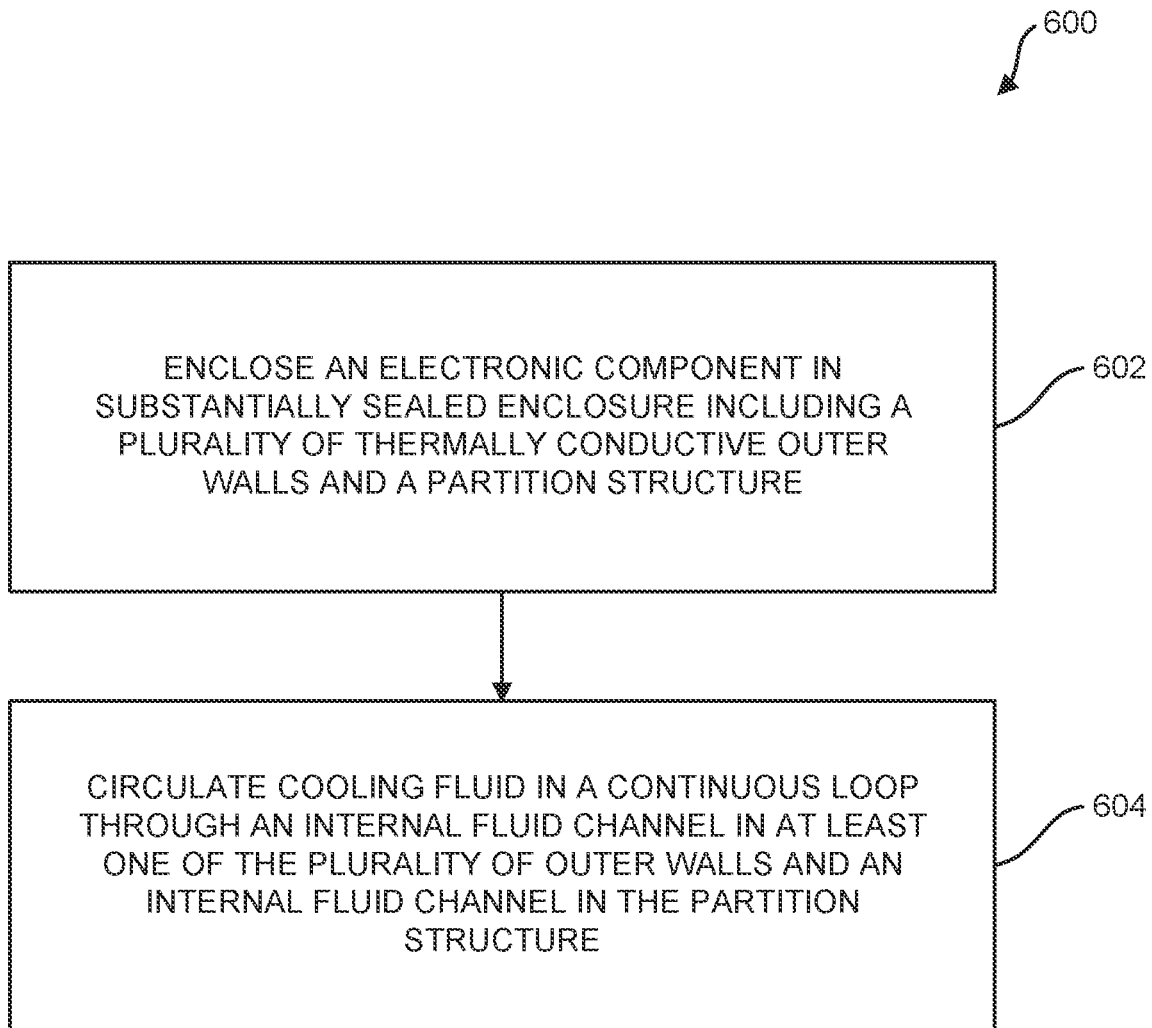 600
ENCLOSE AN ELECTRONIC COMPONENT IN
SUBSTANTIALLY SEALED ENCLOSURE INCLUDING A
PLURALITY OF THERMALLY CONDUCTIVE OUTER
WALLS AND A PARTITION STRUCTURE
602
CIRCULATE COOLING FLUID IN A CONTINUOUS LOOP
THROUGH AN INTERNAL FLUID CHANNEL IN AT LEAST
ONE OF THE PLURALITY OF OUTER WALLS AND AN
INTERNAL FLUID CHANNEL IN THE PARTITION
STRUCTURE
604